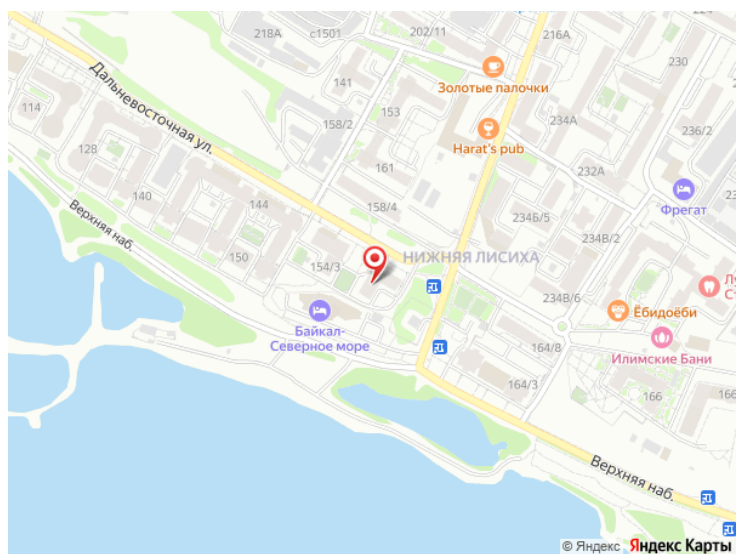 218А
с1501
202/11
216А
230
Дальневосточная ул.
141
Золотые палочки
114
153
158/2
234А
Harat's pub
236/2
128
161
232А
140
144
158/4
234Б/5
Фрегат
Верхняя наб.
234В/2
150
154/3
НИЖНЯЯ ЛИСИХА
234В/6
Байкал-
Северное море
Ёбидоёби
164/8
Илимские Бани
164/3
166
Верхняя наб.
© Яндекс Яндекс Карты